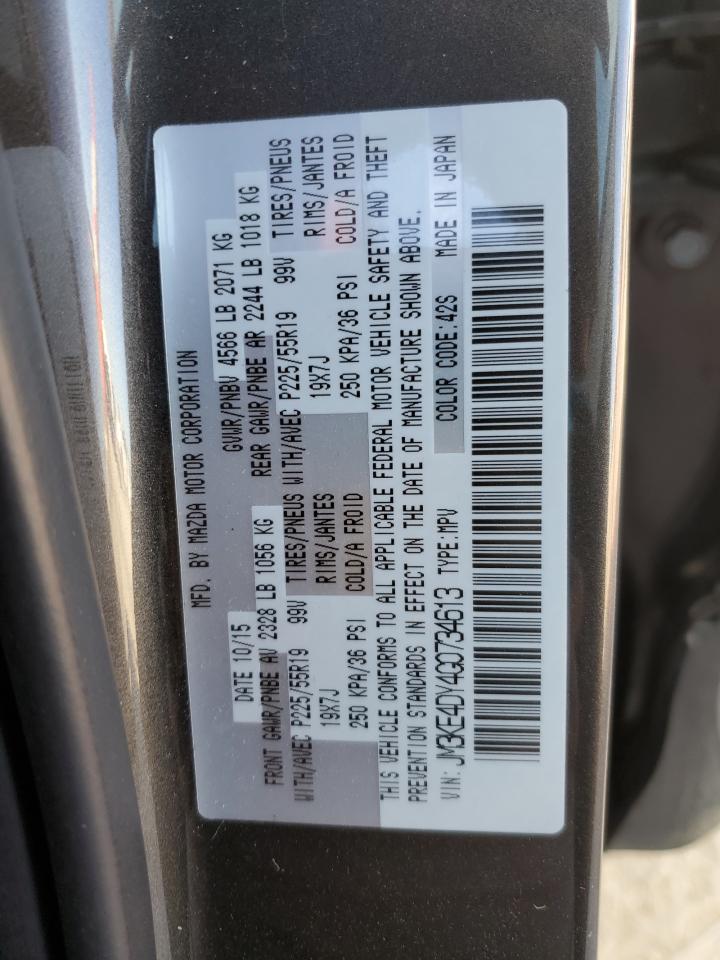 MFD. BY MAZDA MOTOR CORPORATION
DATE 10/15 GVWR/PNBV 4566 LB 2071 KG
FRONT GAWR/PNBE AV 2328 LB 1056 KG REAR GAWR/PNBE AR 2244 LB 1018 KG
WITH/AVEC P225/55R19 99V TIRES/PNEUS WITH/AVEC P225/55R19 99V TIRES/PNEUS
19X7J RIMS/JANTES 19X7J RIMS/JANTES
250 KPA/36 PSI COLD/A FROID 250 KPA/36 PSI COLD/A FROID
THIS VEHICLE CONFORMS TO ALL APPLICABLE FEDERAL MOTOR VEHICLE SAFETY AND THEFT
PREVENTION STANDARDS IN EFFECT ON THE DATE OF MANUFACTURE SHOWN ABOVE.
VIN: JM3KE4DY4G0734613 TYPE:MPV COLOR CODE:42S MADE IN JAPAN